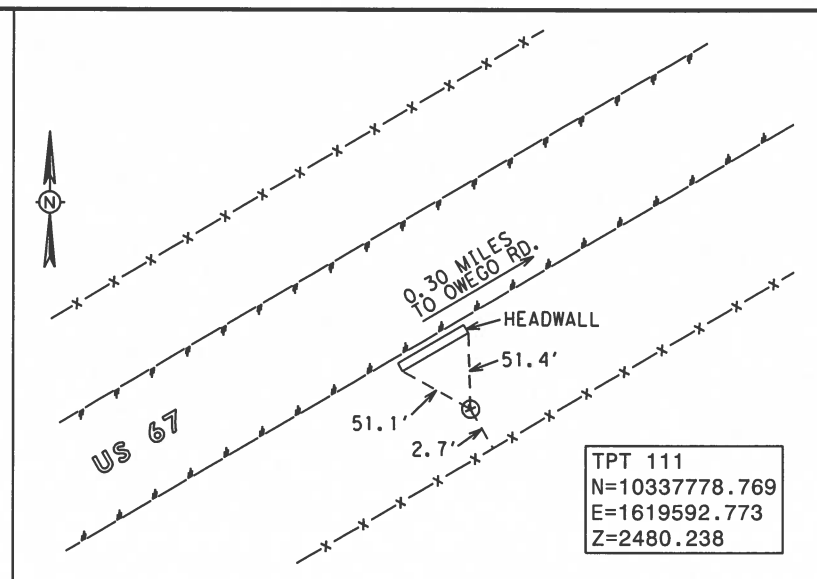 N
0.30 MILES
TO OWEGO RD.
HEADWALL
51.4'
51.1'
2.7'
US 67
TPT 111
N=10337778.769
E=1619592.773
Z=2480.238